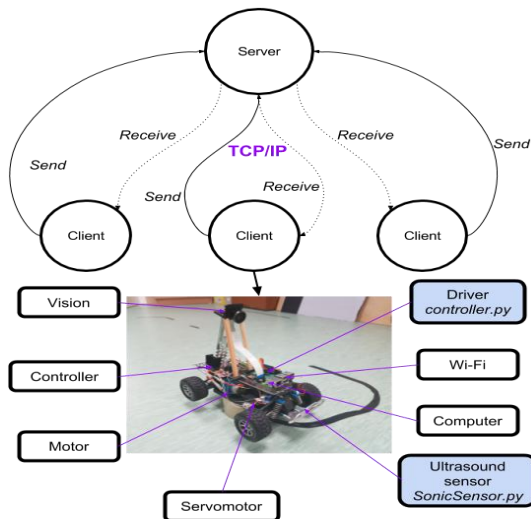 Server
Receive
Receive
TCP/IP
Send
Send
Send
Receive
Client
Client
Client
Vision
Driver
controller.py
Controller
Wi-Fi
Computer
Motor
Ultrasound
sensor
SonicSensor.py
Servomotor